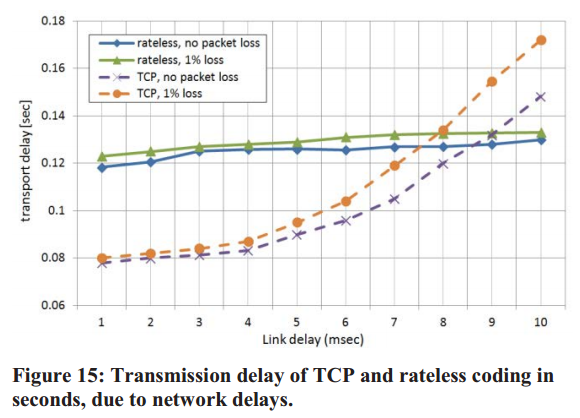 0.18
0.16
0.14
0.12
0.1
0.08
0.06
transport delay [sec]
rateless, no packet loss
rateless, 1% loss
TCP, no packet loss
TCP, 1% loss
1 2 3 4 5 6 7 8 9 10
Link delay (msec)
Figure 15: Transmission delay of TCP and rateless coding in
seconds, due to network delays.